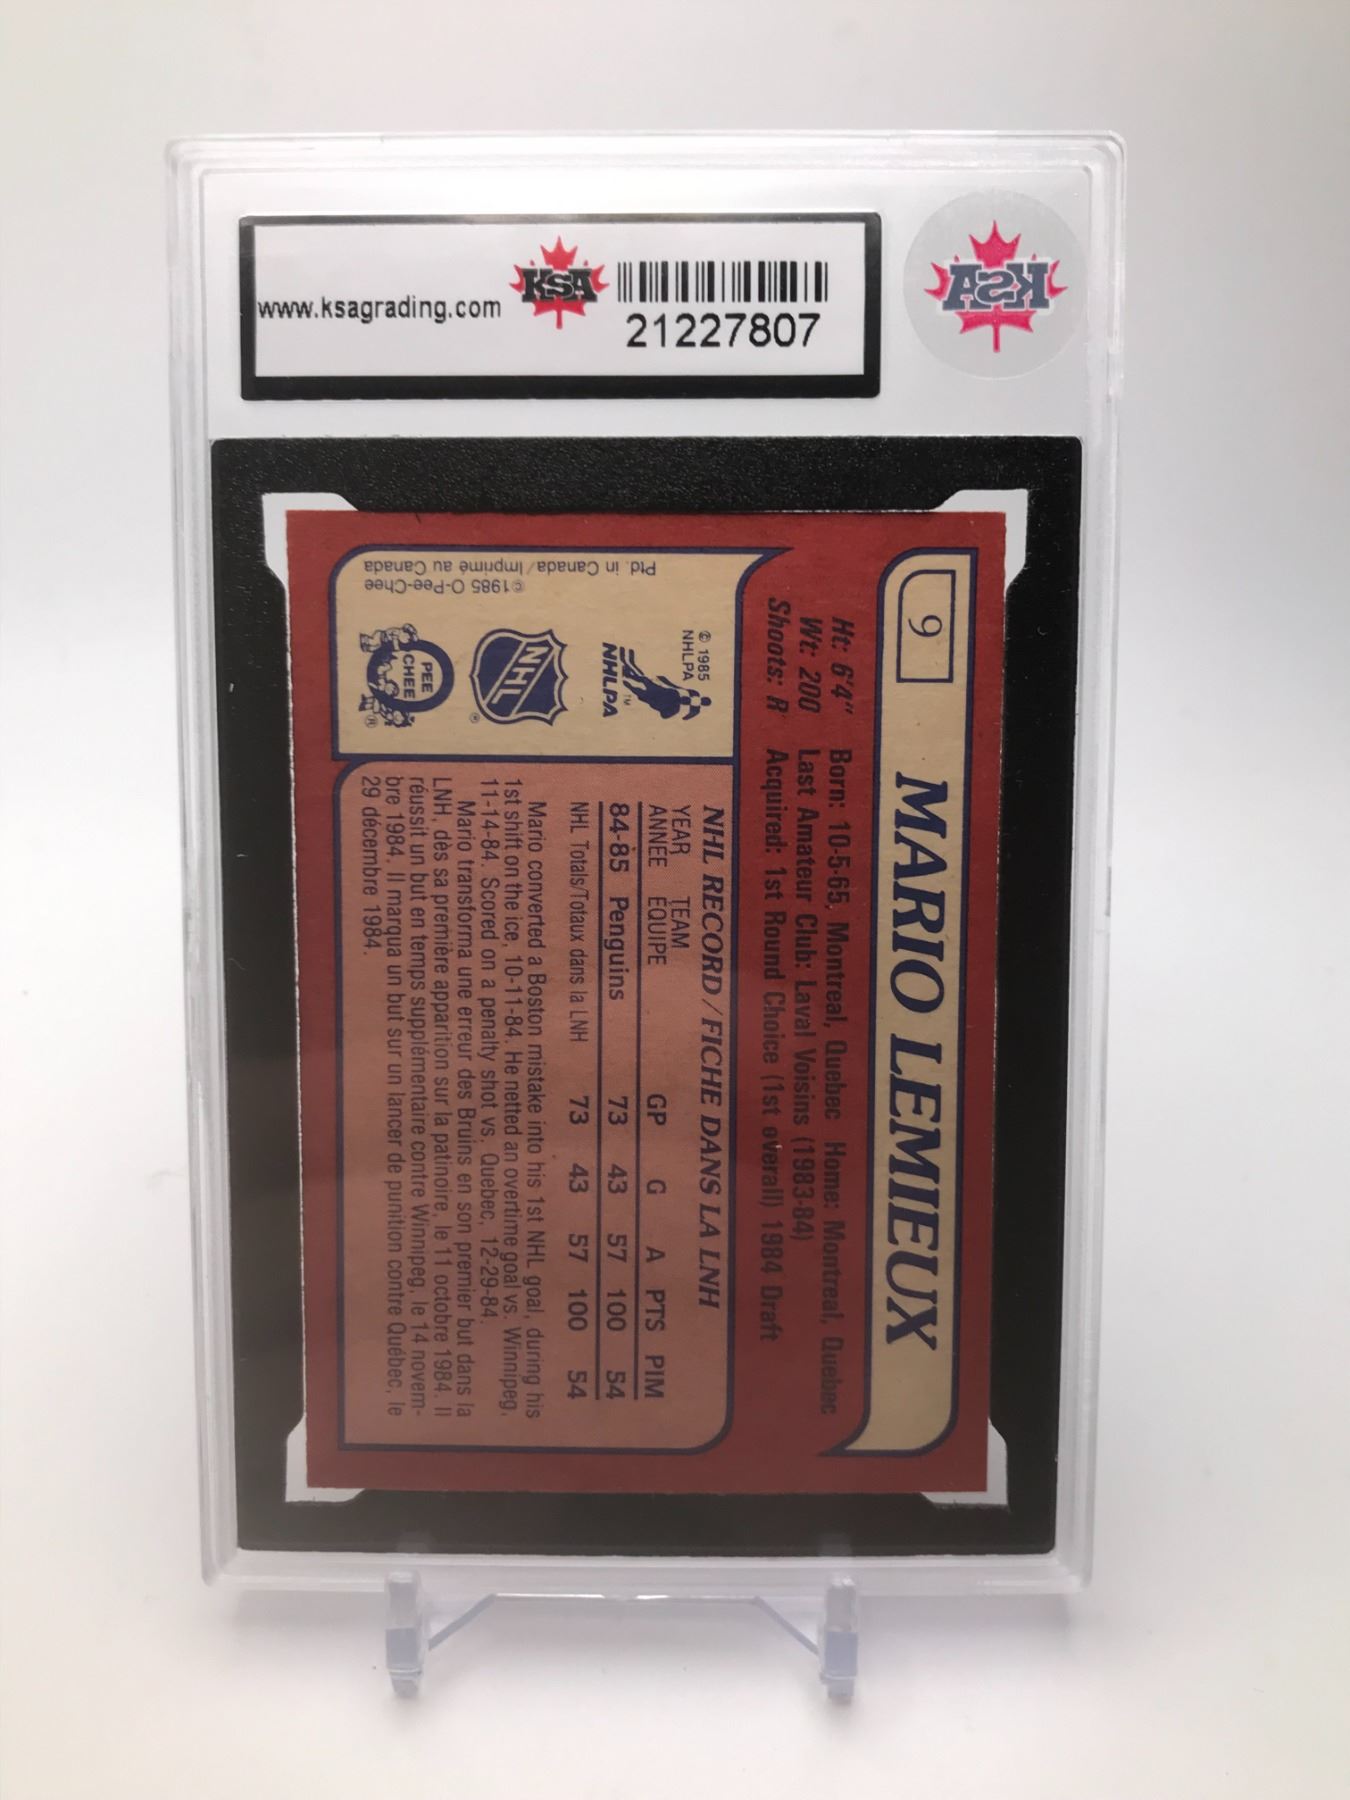 www.ksagrading.com
KSA
21227807
KSA
9
MARIO LEMIEUX
Ht: 6'4" Born: 10-5-65, Montreal, Quebec Home: Montreal, Quebec
Wt: 200 Last Amateur Club: Laval Voisins (1983-84)
Shoots: R Acquired: 1st Round Choice (1st overall) 1984 Draft
© 1985
NHLPA
NHLPA
TM
NHL
®
O PEE CHEE
®
©1985 O-Pee-Chee
Ptd. in Canada/Imprimé au Canada
NHL RECORD/FICHE DANS LA LNH
YEAR TEAM
ANNEE EQUIPE GP G A PTS PIM
84-85 Penguins 73 43 57 100 54
NHL Totals/Totaux dans la LNH 73 43 57 100 54
Mario converted a Boston mistake into his 1st NHL goal, during his
1st shift on the ice, 10-11-84. He netted an overtime goal vs. Winnipeg,
11-14-84. Scored on a penalty shot vs. Quebec, 12-29-84.
Mario transforma une erreur des Bruins en son premier but dans la
LNH, dès sa première apparition sur la patinoire, le 11 octobre 1984. Il
réussit un but en temps supplémentaire contre Winnipeg, le 14 novem-
bre 1984. Il marqua un but sur un lancer de punition contre Québec, le
29 décembre 1984.